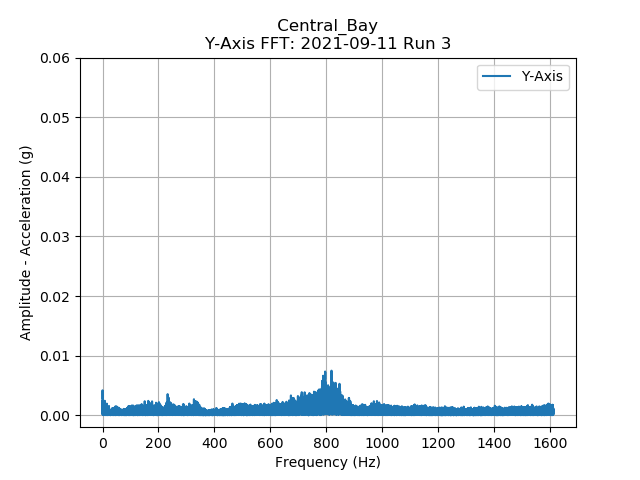 Central_Bay
Y-Axis FFT: 2021-09-11 Run 3
Y-Axis
0.06
0.05
0.04
0.03
0.02
0.01
0.00
Amplitude - Acceleration (g)
0 200 400 600 800 1000 1200 1400 1600
Frequency (Hz)